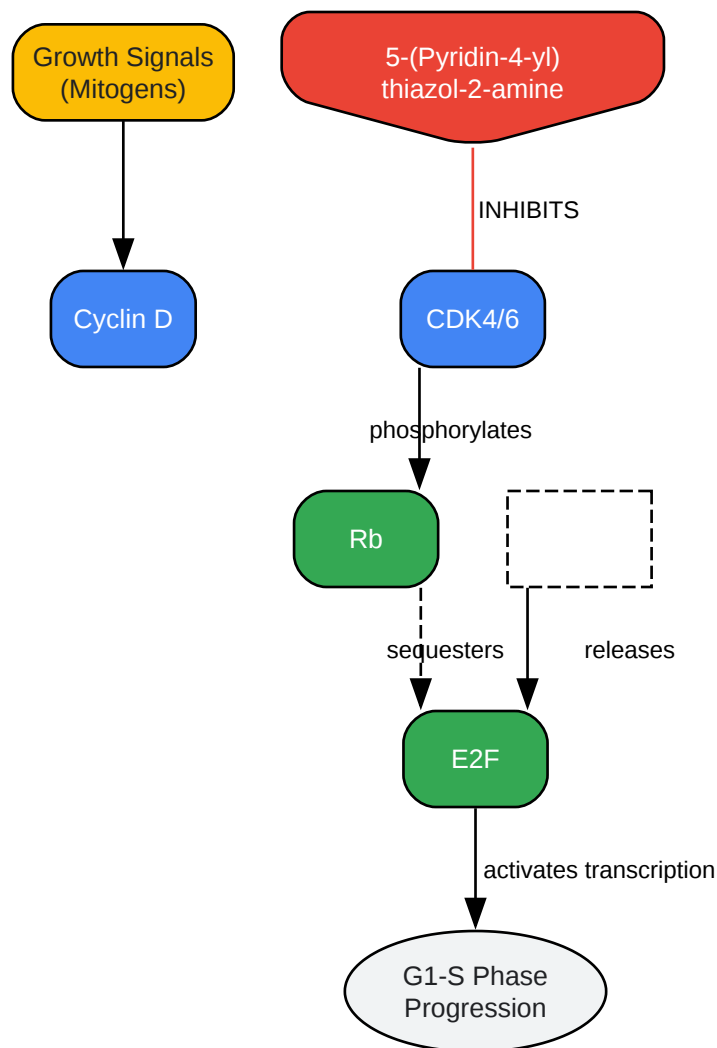 Growth Signals
(Mitogens)
5-(Pyridin-4-yl)
thiazol-2-amine
INHIBITS
Cyclin D
CDK4/6
phosphorylates
Rb
sequesters
releases
E2F
activates transcription
G1-S Phase
Progression